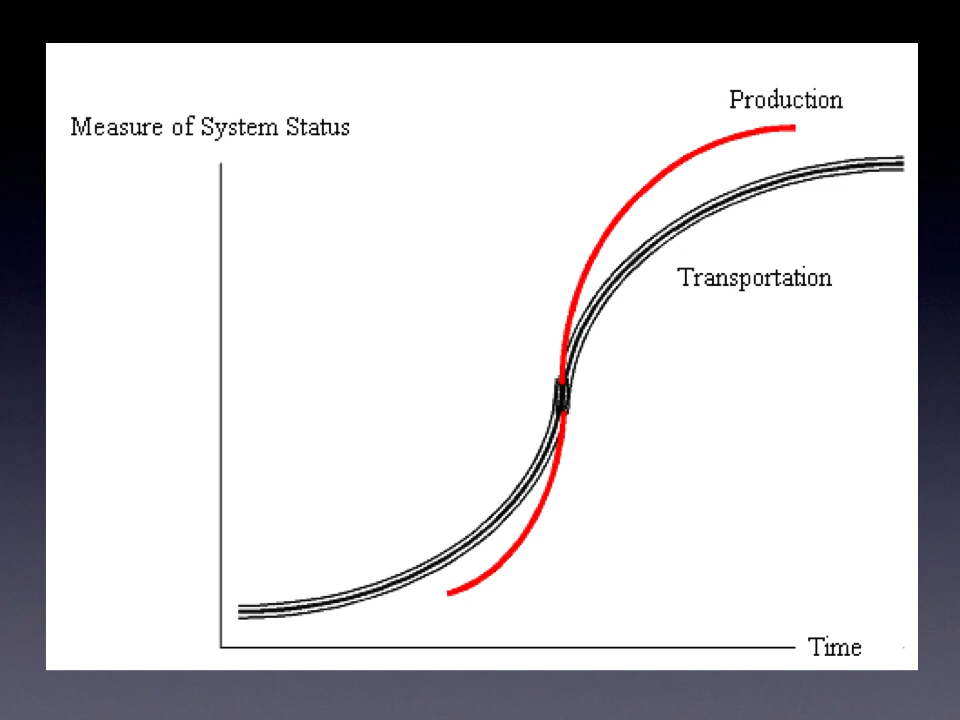 Production
Measure of System Status
Transportation
Time